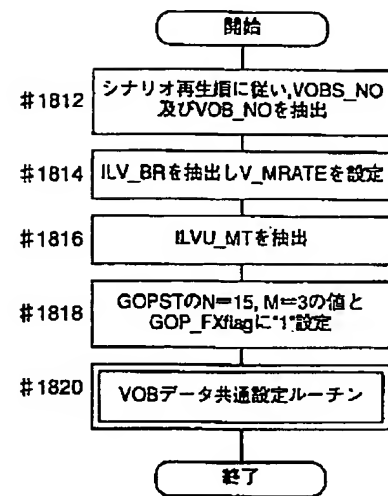 開始
#1812
シナリオ再生順に従い,VOBS_NO
及びVOB_NOを抽出
#1814
ILV_BRを抽出しV_MRATEを設定
#1816
ILVU_MTを抽出
#1818
GOPSTのN=15, M=3の値と
GOP_FXflagに"1"設定
#1820
VOBデータ共通設定ルーチン
終了